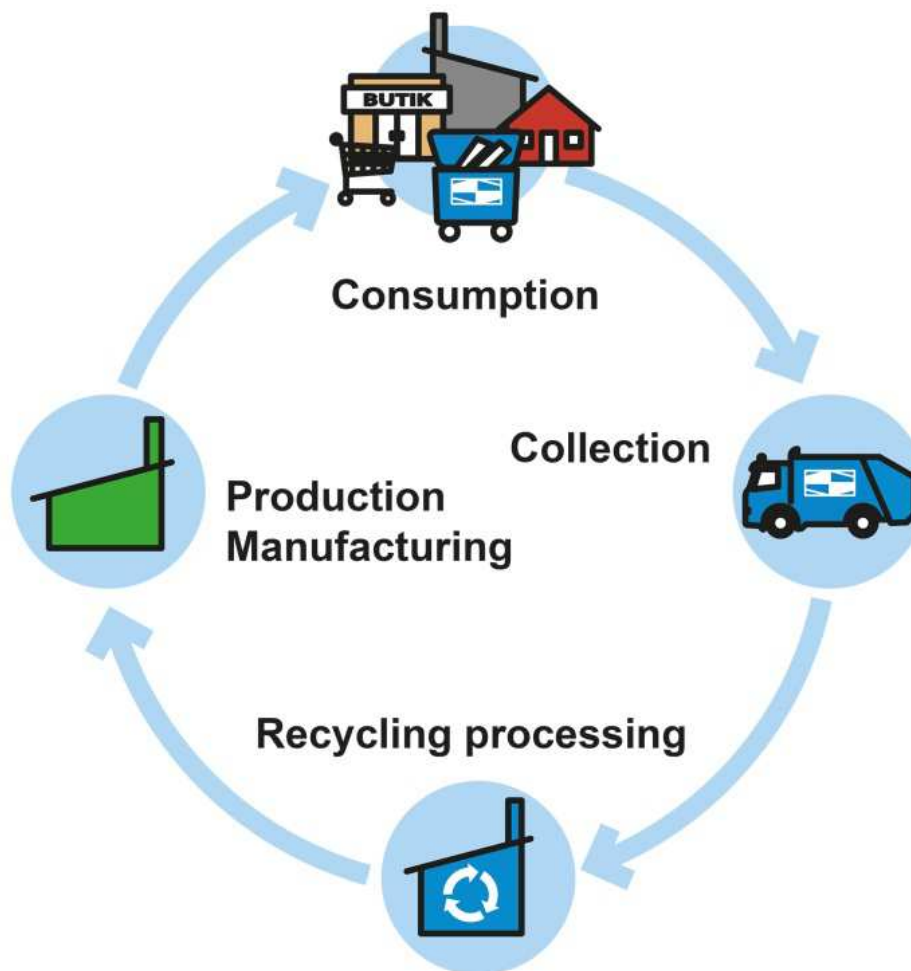 BUTIK
Consumption
Collection
Production
Manufacturing
Recycling processing